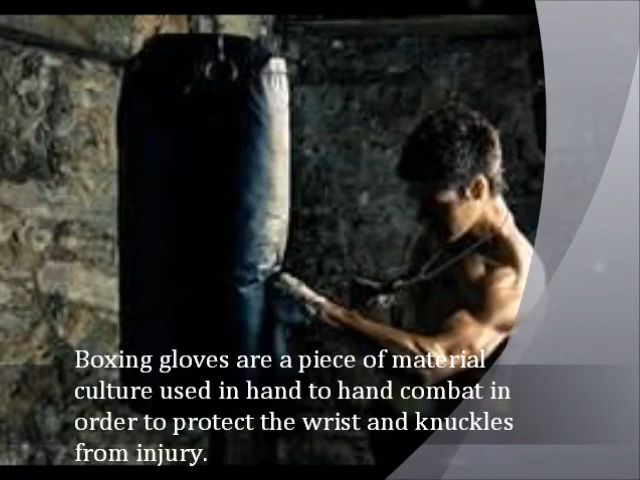 Boxing gloves are a piece of material
culture used in hand to hand combat in
order to protect the wrist and knuckles
from injury.